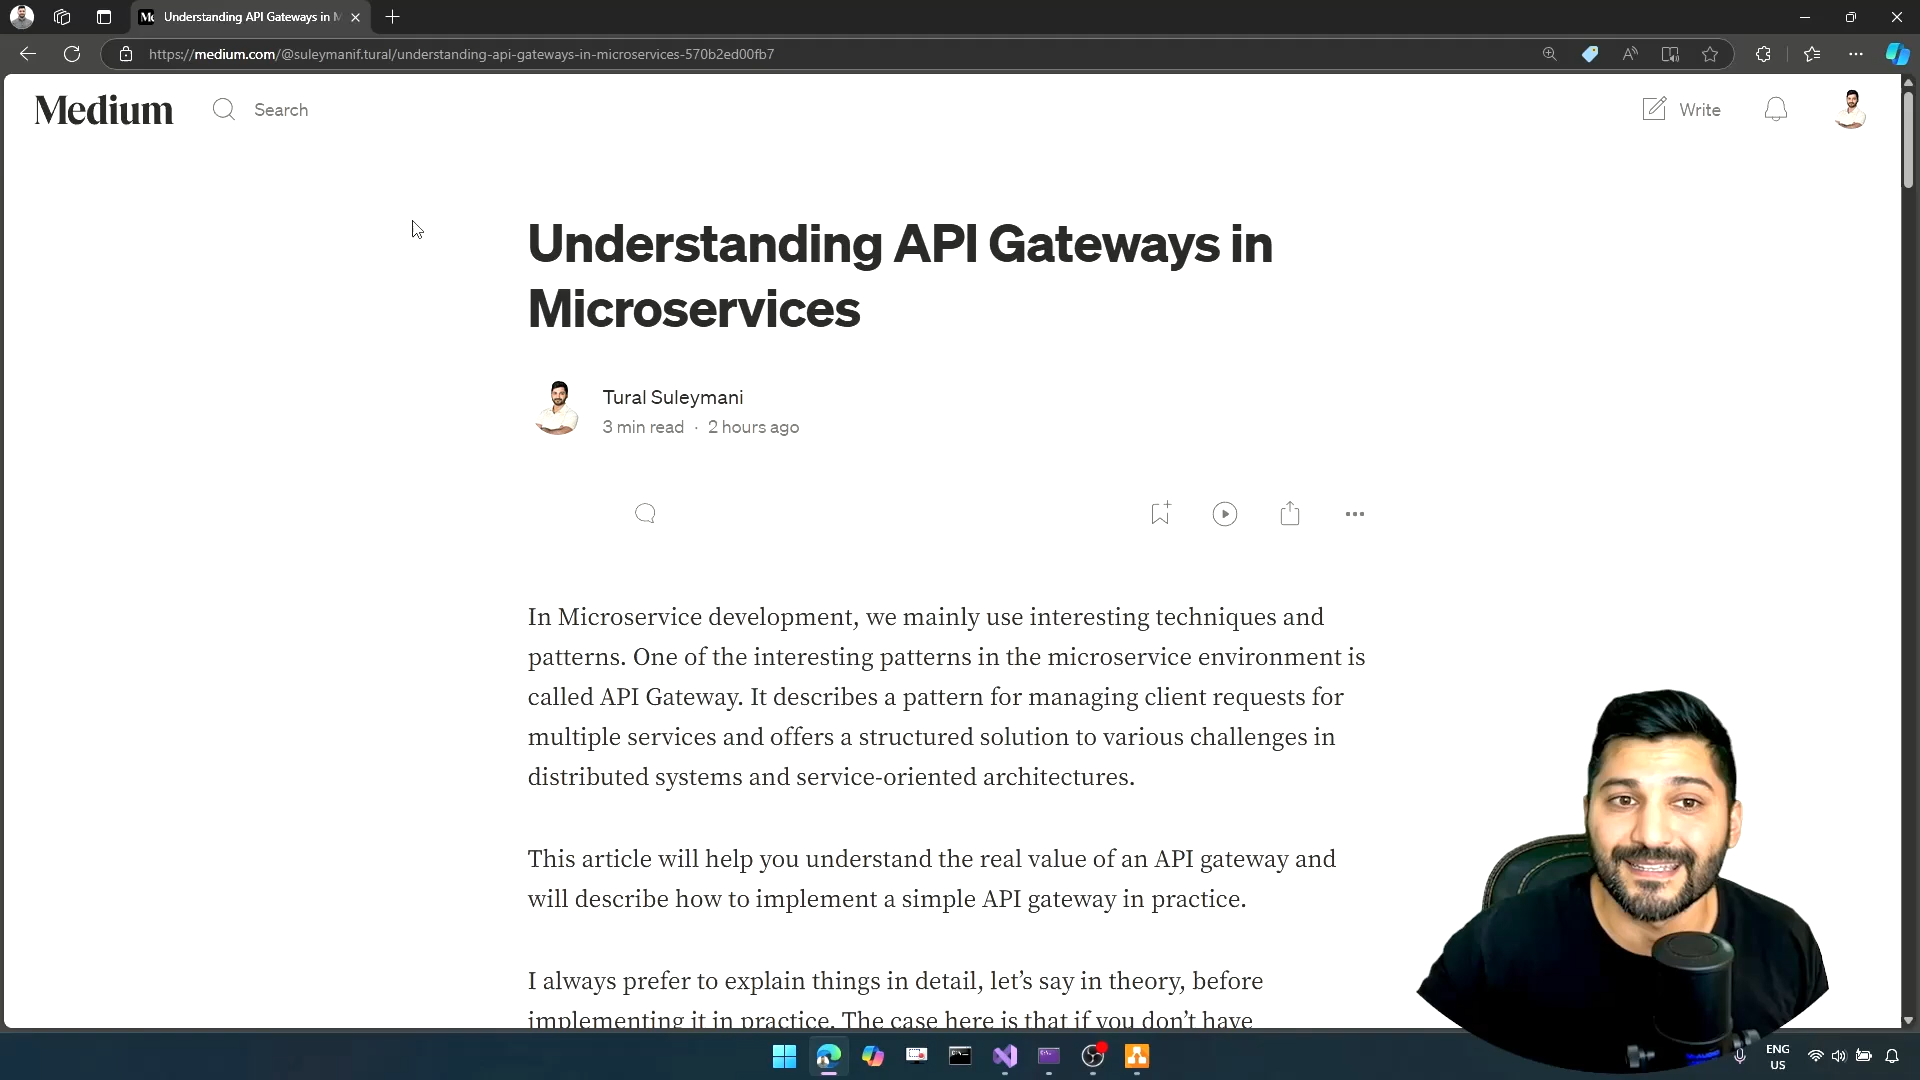 Understanding API Gateways in M
https://medium.com/@suleymanif.tural/understanding-api-gateways-in-microservices-570b2ed00fb7
Medium
Search
Write
Understanding API Gateways in
Microservices
Tural Suleymani
3 min read · 2 hours ago
In Microservice development, we mainly use interesting techniques and
patterns. One of the interesting patterns in the microservice environment is
called API Gateway. It describes a pattern for managing client requests for
multiple services and offers a structured solution to various challenges in
distributed systems and service-oriented architectures.
This article will help you understand the real value of an API gateway and
will describe how to implement a simple API gateway in practice.
I always prefer to explain things in detail, let’s say in theory, before
implementing it in practice. The case here is that if you don’t have
ENG
US